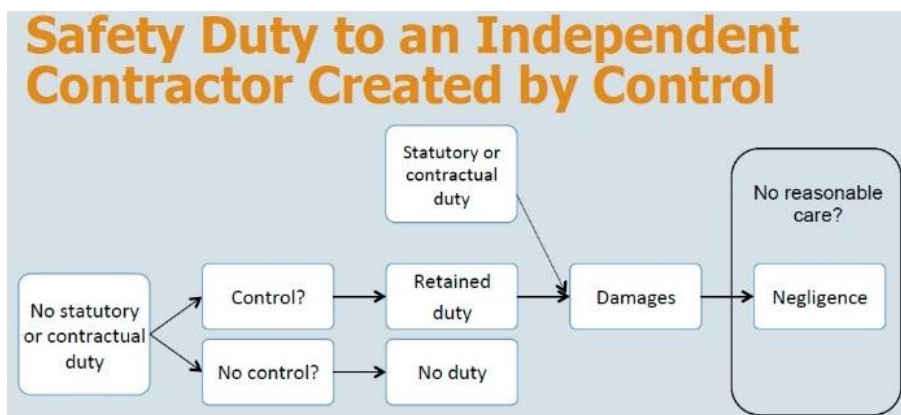 Safety Duty to an Independent
Contractor Created by Control
Statutory or
contractual
duty
No reasonable
care?
No statutory
or contractual
duty
Control?
Retained
duty
Damages
Negligence
No control?
No duty